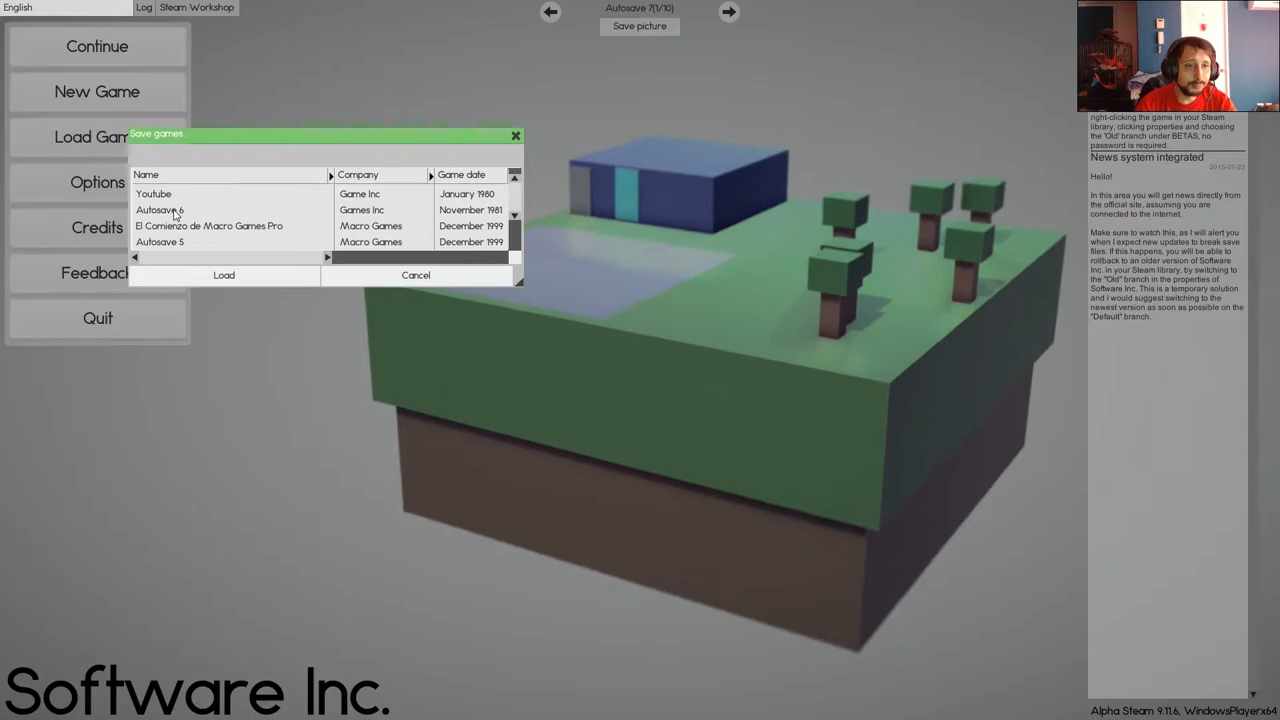 English
Log
Steam Workshop
Autosave 7(1/10)
Save picture
Continue
New Game
Load Gam
Options
Credits
Feedback
Quit
Save games
Name
Company
Game date
Youtube
Game Inc
January 1980
Autosave 6
Games Inc
November 1981
El Comienzo de Macro Games Pro
Macro Games
December 1999
Autosave 5
Macro Games
December 1999
Load
Cancel
right-clicking the game in your Steam
library, clicking properties and choosing
the 'Old' branch under BETAS, no
password is required.
News system integrated
2015-07-22
Hello!
In this area you will get news directly from
the official site, assuming you are
connected to the internet.
Make sure to watch this, as I will alert you
when I expect new updates to break save
files. If this happens, you will be able to
rollback to an older version of Software
Inc. in your Steam library, by switching to
the "Old" branch in the properties of
Software Inc. This is a temporary solution
and I would suggest switching to the
newest version as soon as possible on the
"Default" branch.
Software Inc.
Alpha Steam 9.11.6, WindowsPlayerx64